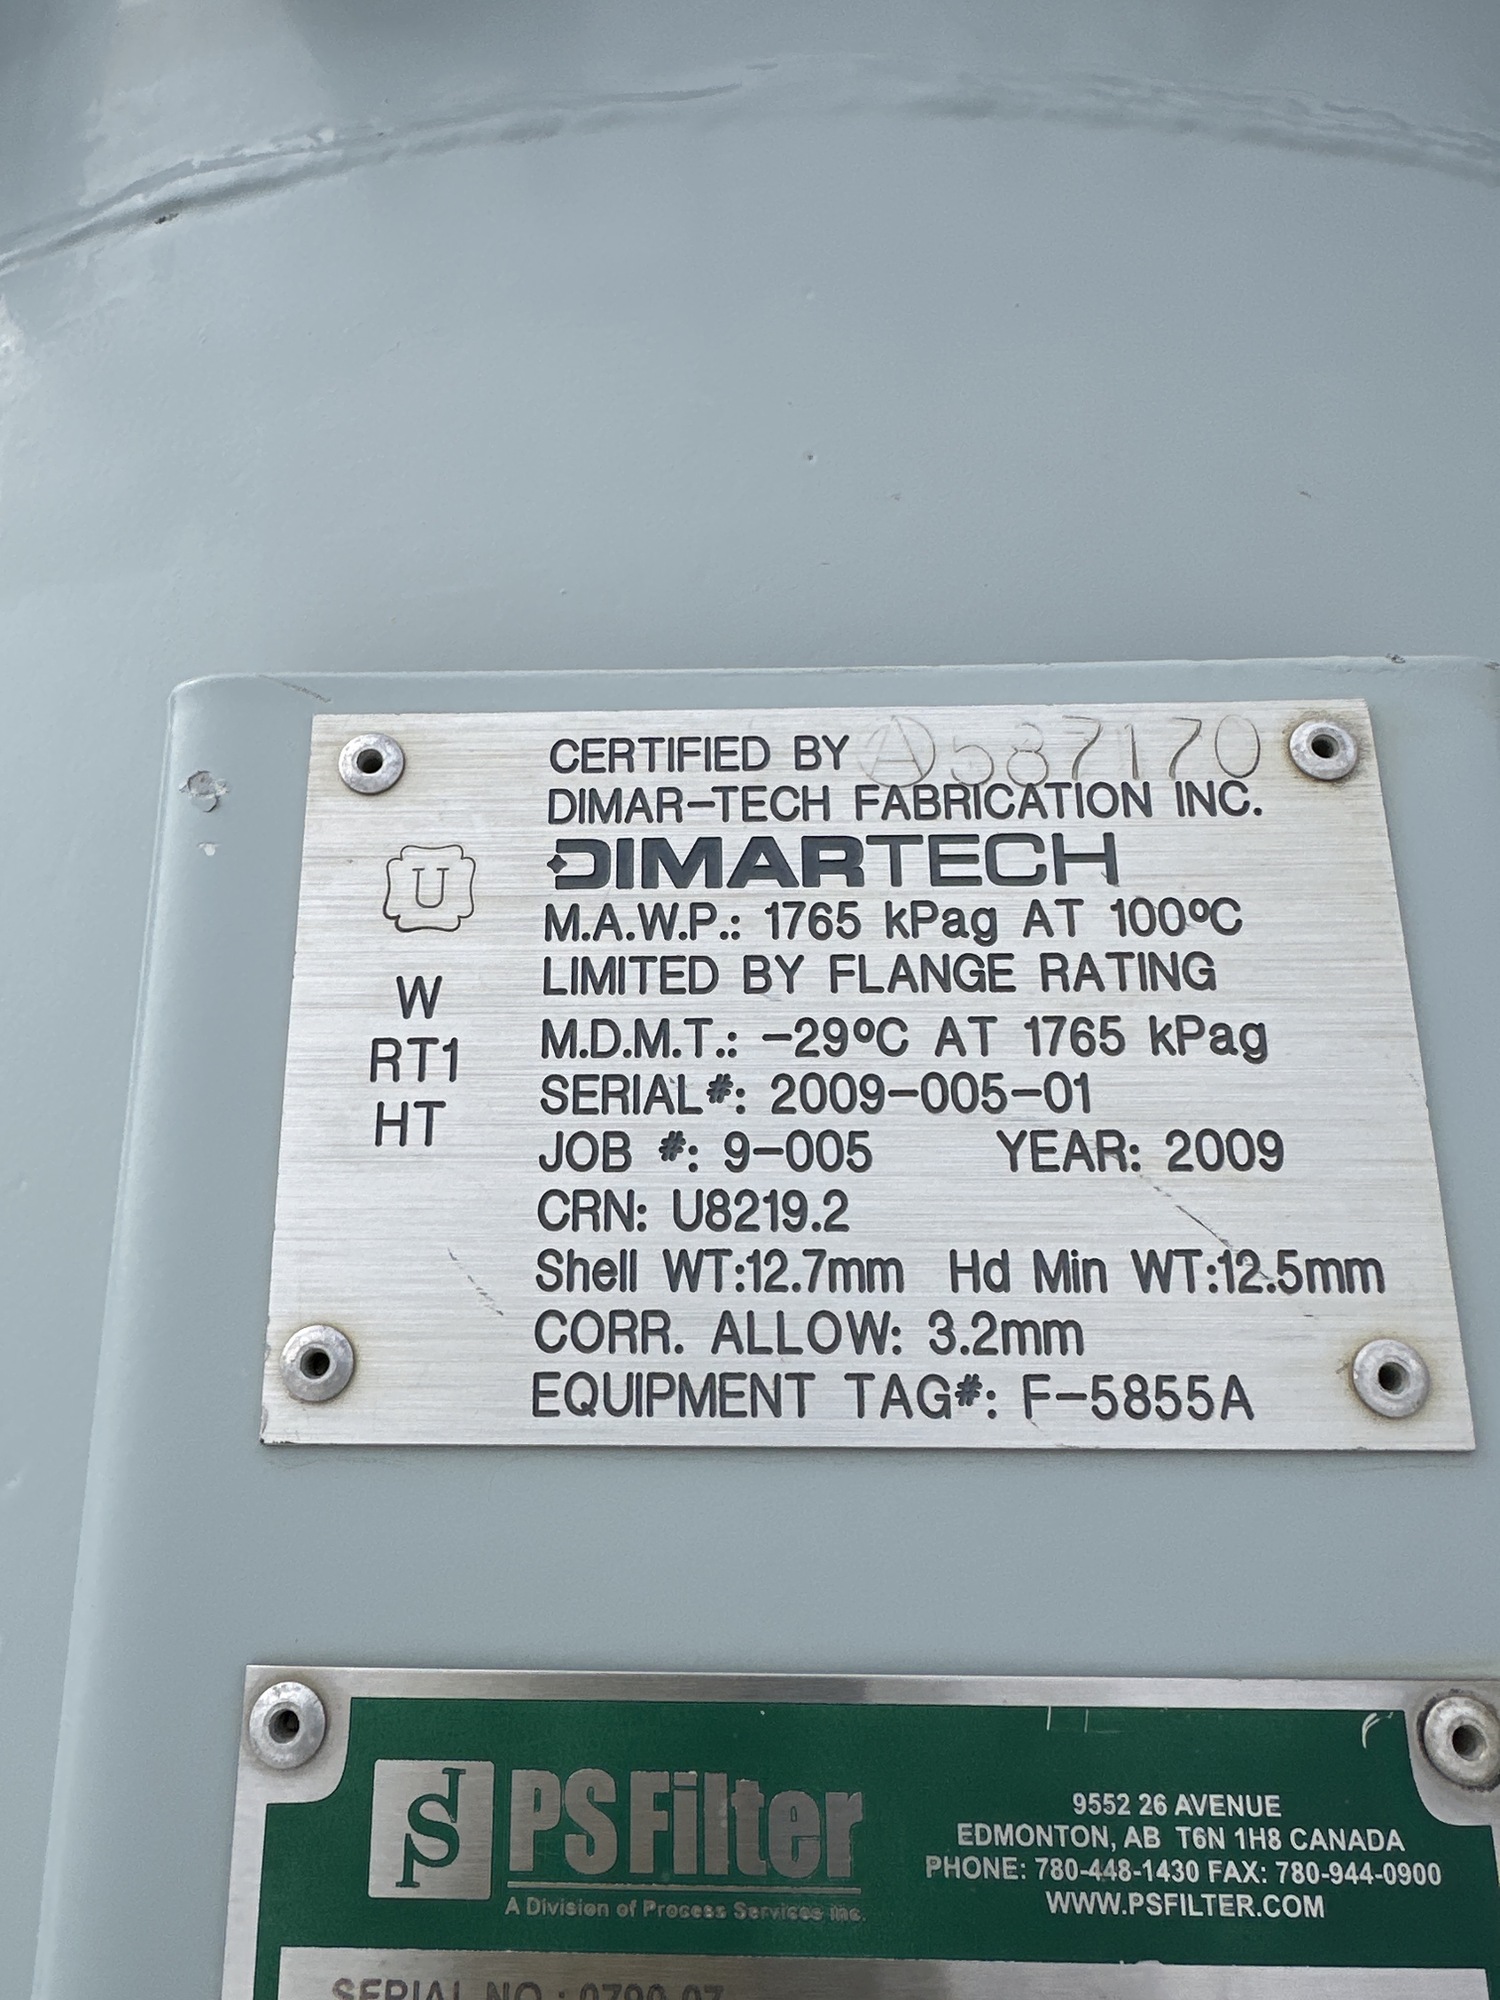 CERTIFIED BY Ⓐ587170
DIMAR-TECH FABRICATION INC.
DIMARTECH
U
M.A.W.P.: 1765 kPag AT 100ºC
LIMITED BY FLANGE RATING
W
M.D.M.T.: -29ºC AT 1765 kPag
RT1
SERIAL#: 2009-005-01
HT
JOB #: 9-005 YEAR: 2009
CRN: U8219.2
Shell WT:12.7mm Hd Min WT:12.5mm
CORR. ALLOW: 3.2mm
EQUIPMENT TAG#: F-5855A
PSFilter
A Division of Process Services Inc.
9552 26 AVENUE
EDMONTON, AB T6N 1H8 CANADA
PHONE: 780-448-1430 FAX: 780-944-0900
WWW.PSFILTER.COM
SERIAL NO.: